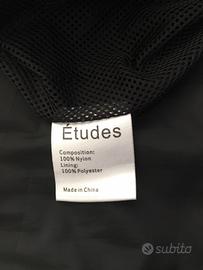 Études
Composition:
100% Nylon
Lining:
100% Polyester
Made in China
subito